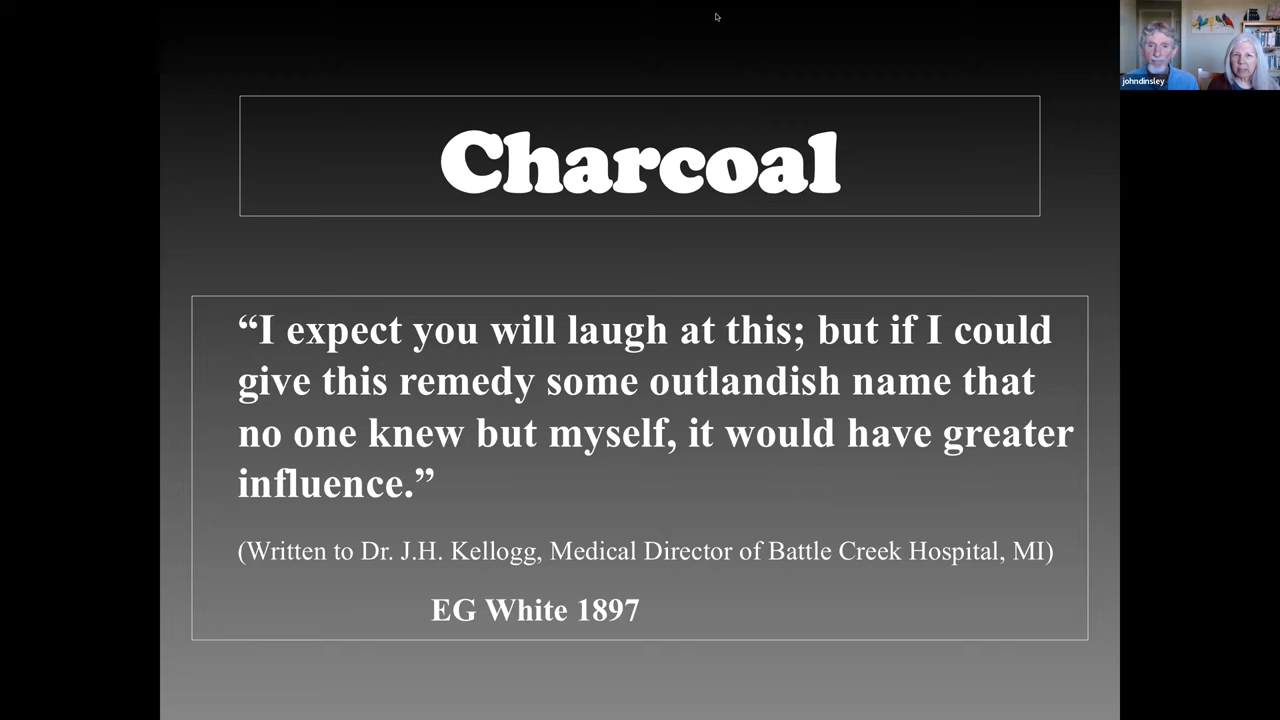 johndinsley
Charcoal
“I expect you will laugh at this; but if I could
give this remedy some outlandish name that
no one knew but myself, it would have greater
influence.”
(Written to Dr. J.H. Kellogg, Medical Director of Battle Creek Hospital, MI)
EG White 1897